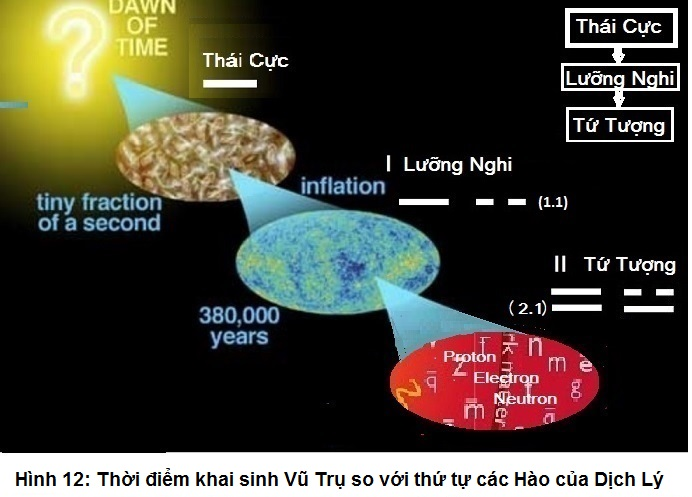 DAWN
OF
TIME
?
Thái Cực
Thái Cực
Lưỡng Nghi
Tứ Tượng
tiny fraction
of a second
inflation
I Lưỡng Nghi
(1.1)
380,000
years
II Tứ Tượng
(2.1)
Proton
Electron
Neutron
n
m
e
z
q̄
m̄
Hình 12: Thời điểm khai sinh Vũ Trụ so với thứ tự các Hào của Dịch Lý